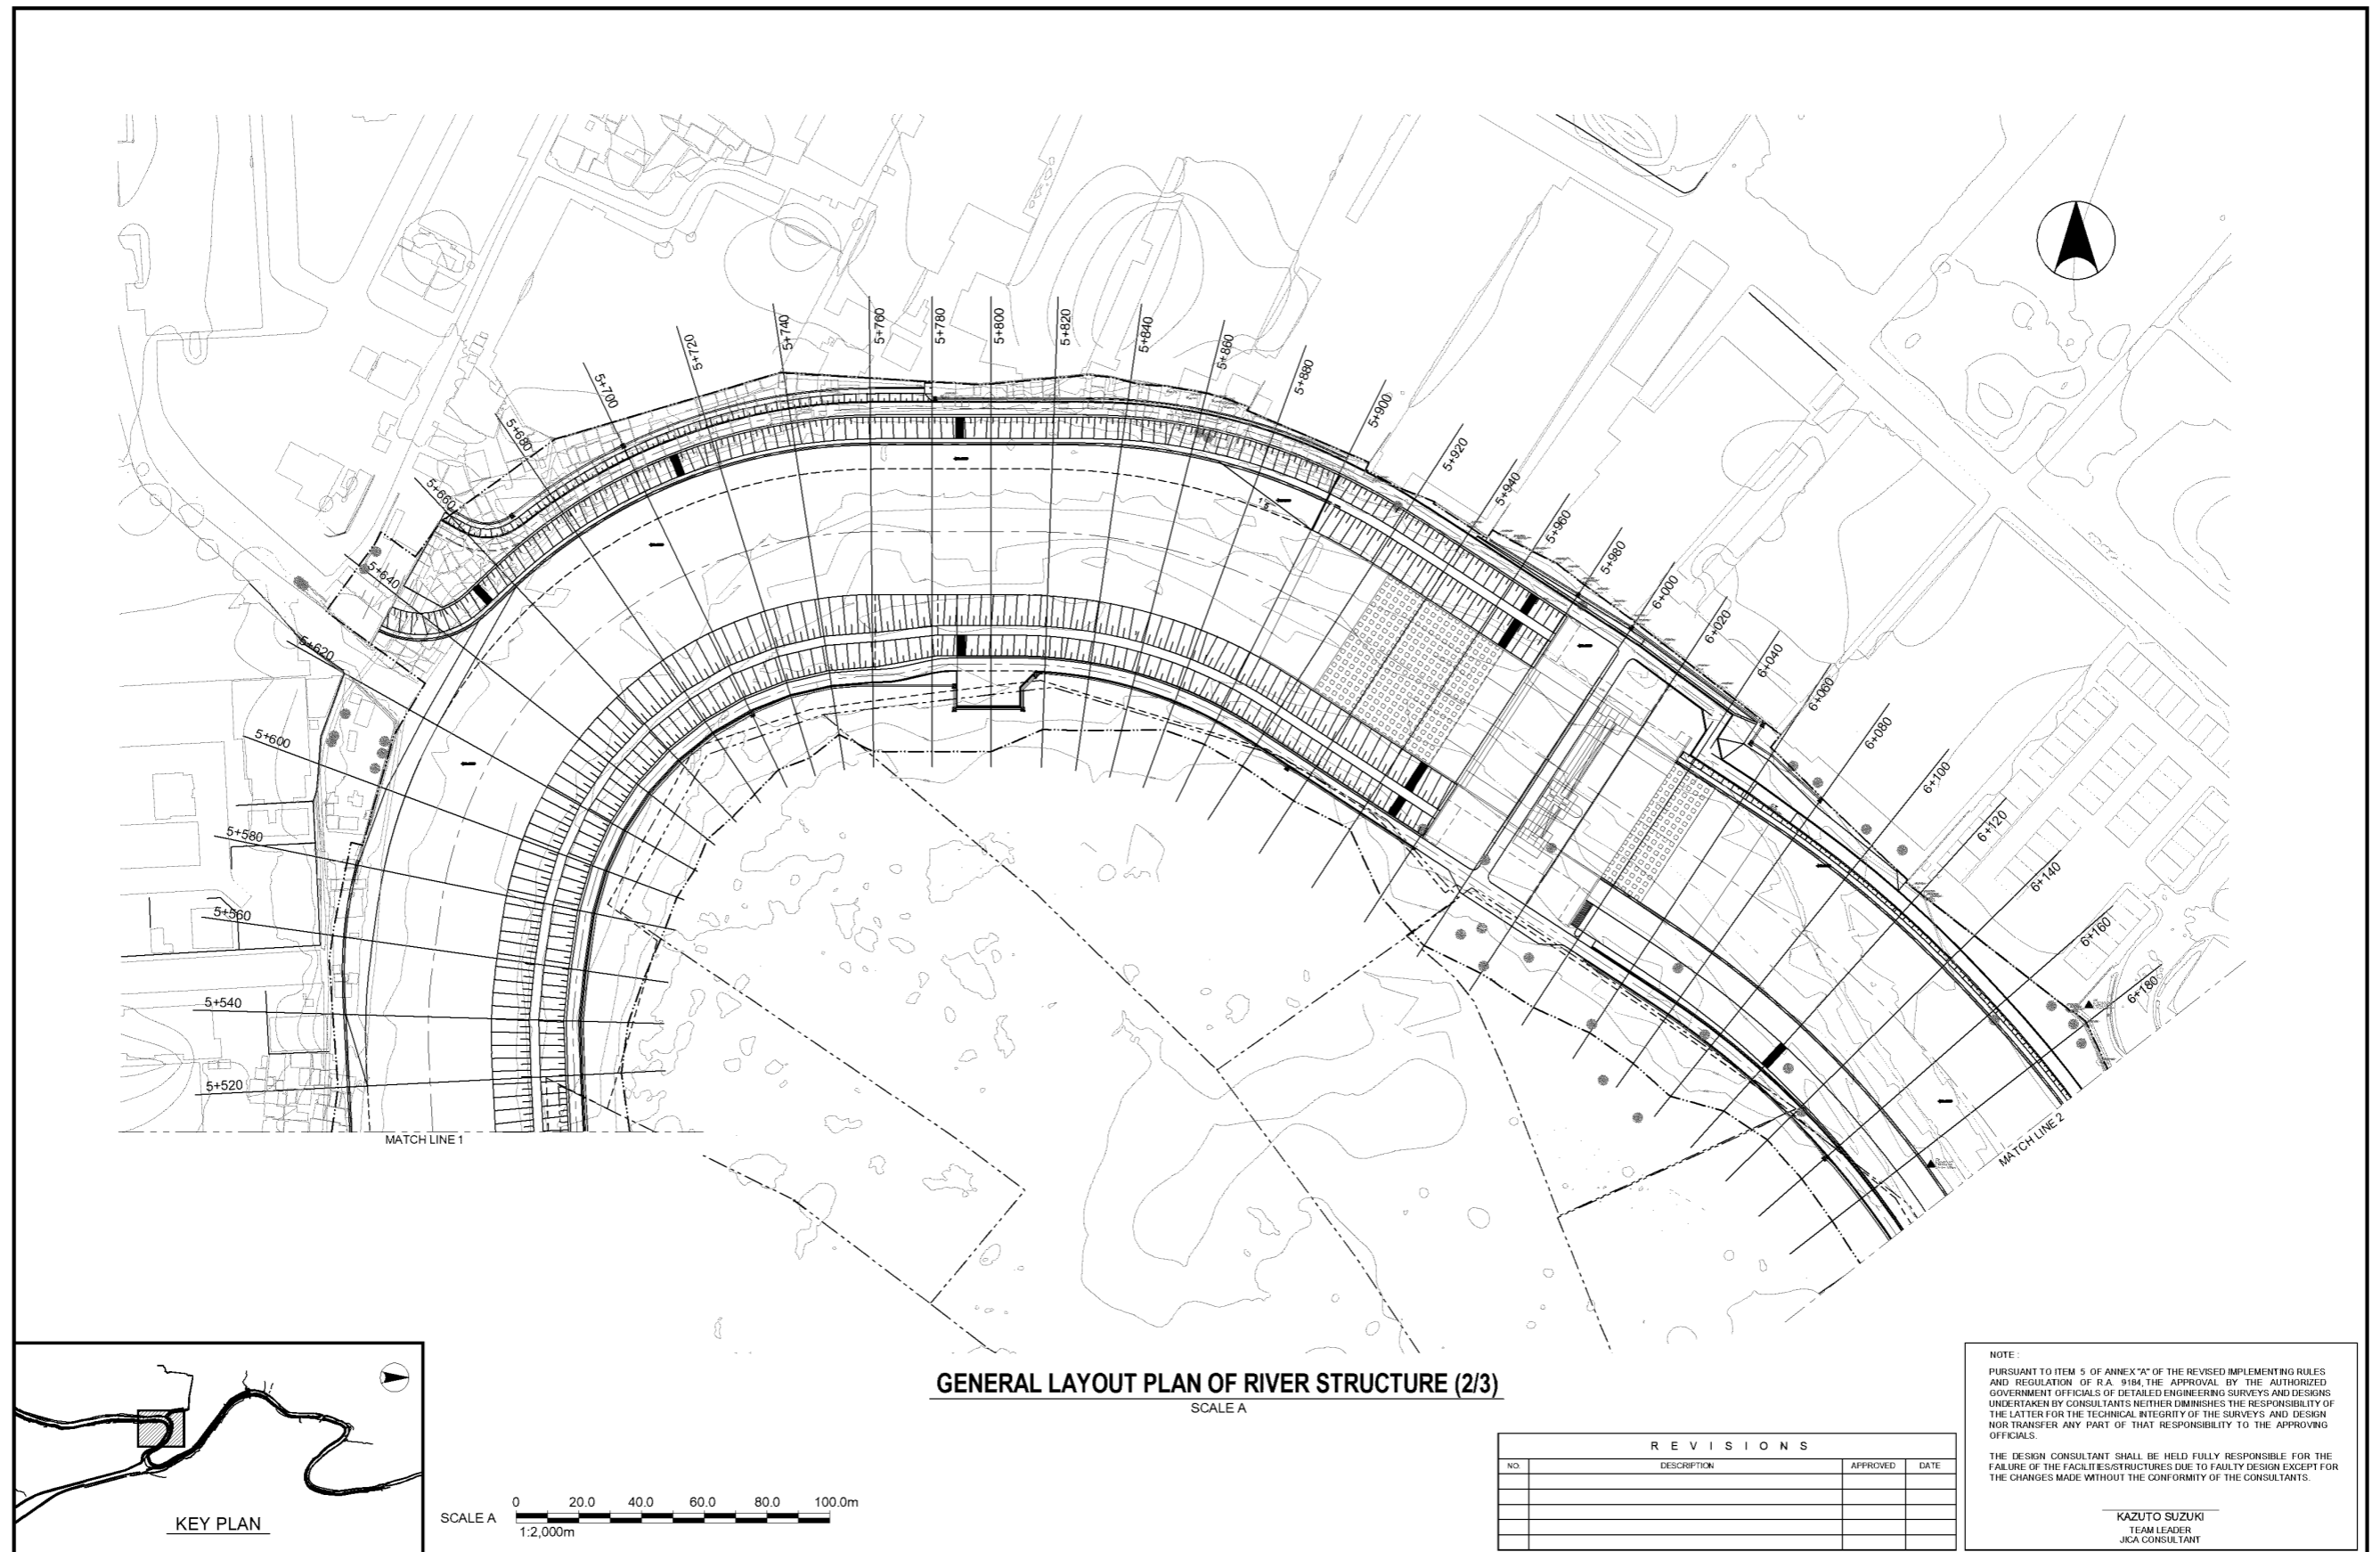 5+520
5+540
5+560
5+580
5+600
5+620
5+640
5+660
5+680
5+700
5+720
5+740
5+760
5+780
5+800
5+820
5+840
5+860
5+880
5+900
5+920
5+940
5+960
5+980
6+000
6+020
6+040
6+060
6+080
6+100
6+120
6+140
6+160
6+180
MATCH LINE 1
MATCH LINE 2
GENERAL LAYOUT PLAN OF RIVER STRUCTURE (2/3)
SCALE A
KEY PLAN
SCALE A
0 20.0 40.0 60.0 80.0 100.0m
1:2,000m
REVISIONS
NO. DESCRIPTION APPROVED DATE
NOTE :
PURSUANT TO ITEM 5 OF ANNEX "A" OF THE REVISED IMPLEMENTING RULES
AND REGULATION OF R.A. 9184, THE APPROVAL BY THE AUTHORIZED
GOVERNMENT OFFICIALS OF DETAILED ENGINEERING SURVEYS AND DESIGNS
UNDERTAKEN BY CONSULTANTS NEITHER DIMINISHES THE RESPONSIBILITY OF
THE LATTER FOR THE TECHNICAL INTEGRITY OF THE SURVEYS AND DESIGN
NOR TRANSFER ANY PART OF THAT RESPONSIBILITY TO THE APPROVING
OFFICIALS.
THE DESIGN CONSULTANT SHALL BE HELD FULLY RESPONSIBLE FOR THE
FAILURE OF THE FACILITIES/STRUCTURES DUE TO FAULTY DESIGN EXCEPT FOR
THE CHANGES MADE WITHOUT THE CONFORMITY OF THE CONSULTANTS.
KAZUTO SUZUKI
TEAM LEADER
JICA CONSULTANT